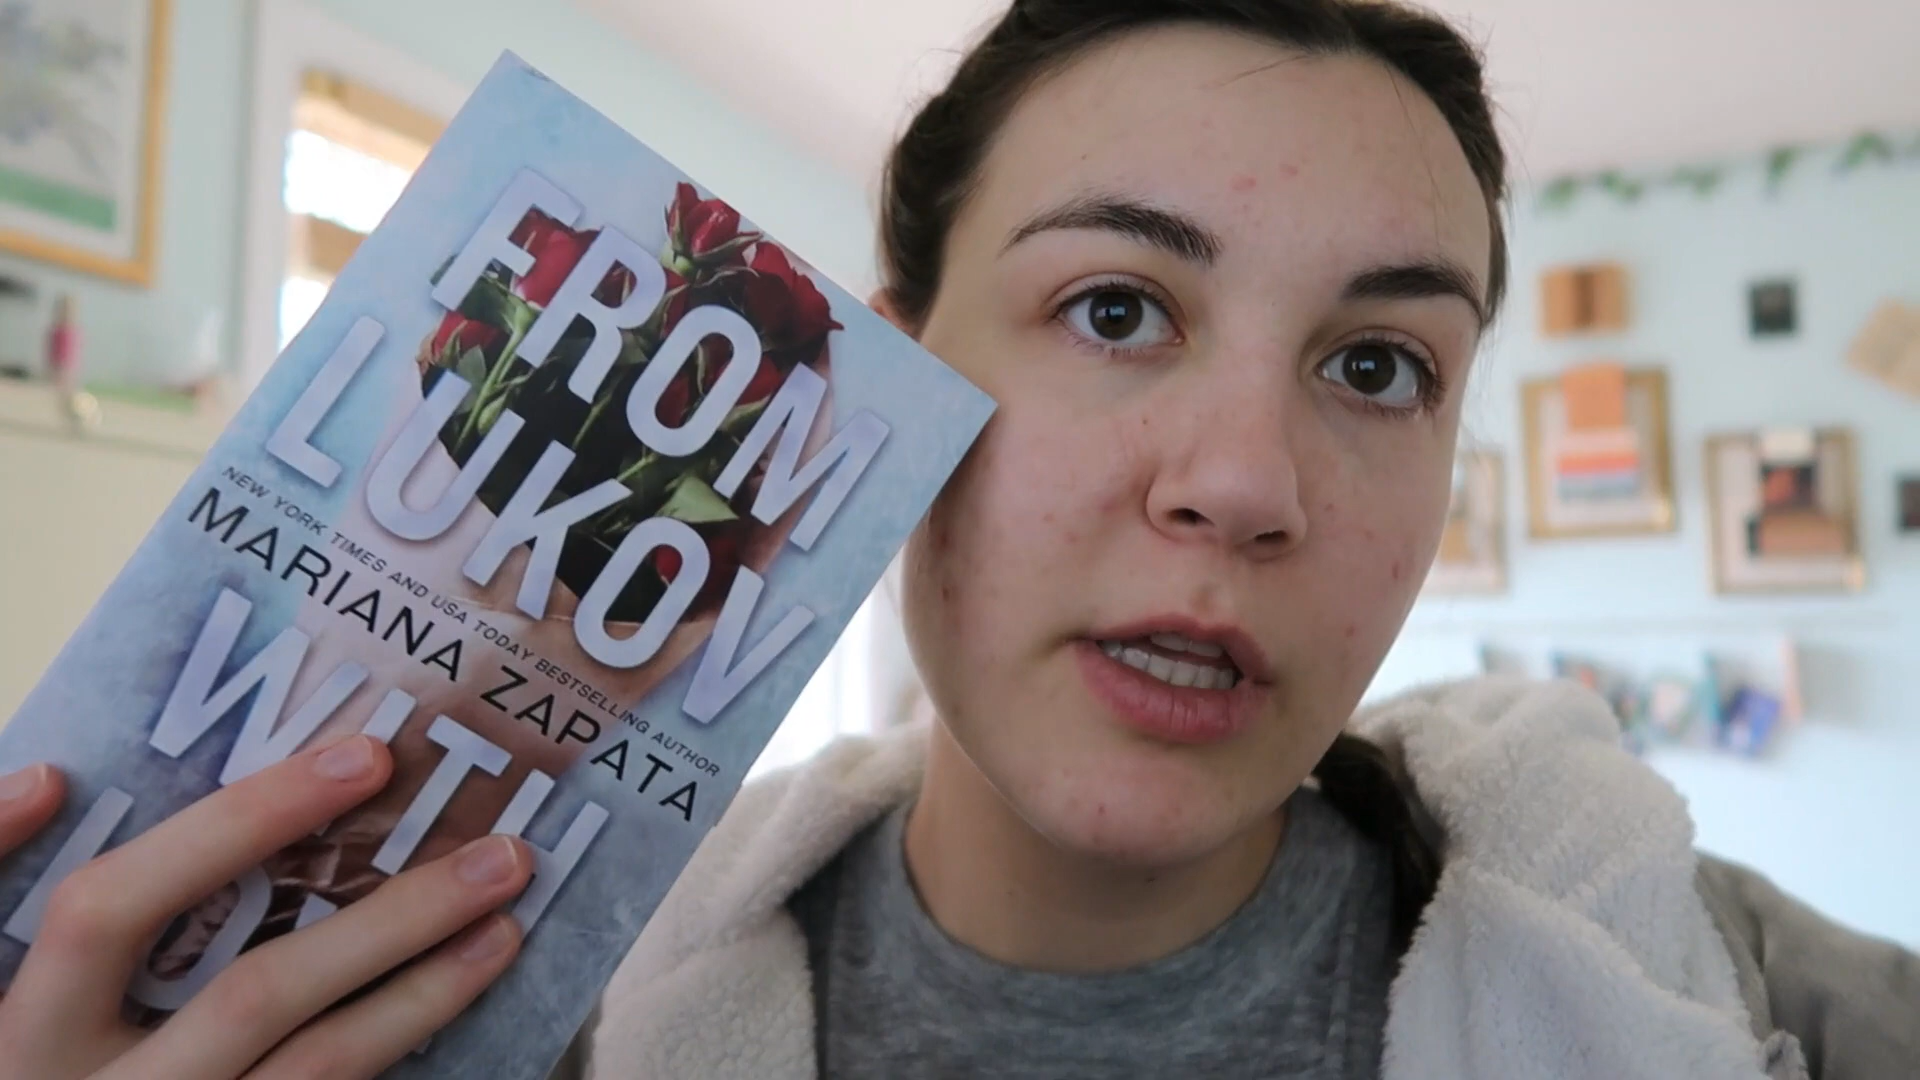 FROM
LUKOV
NEW YORK TIMES AND USA TODAY BESTSELLING AUTHOR
MARIANA ZAPATA
WITH